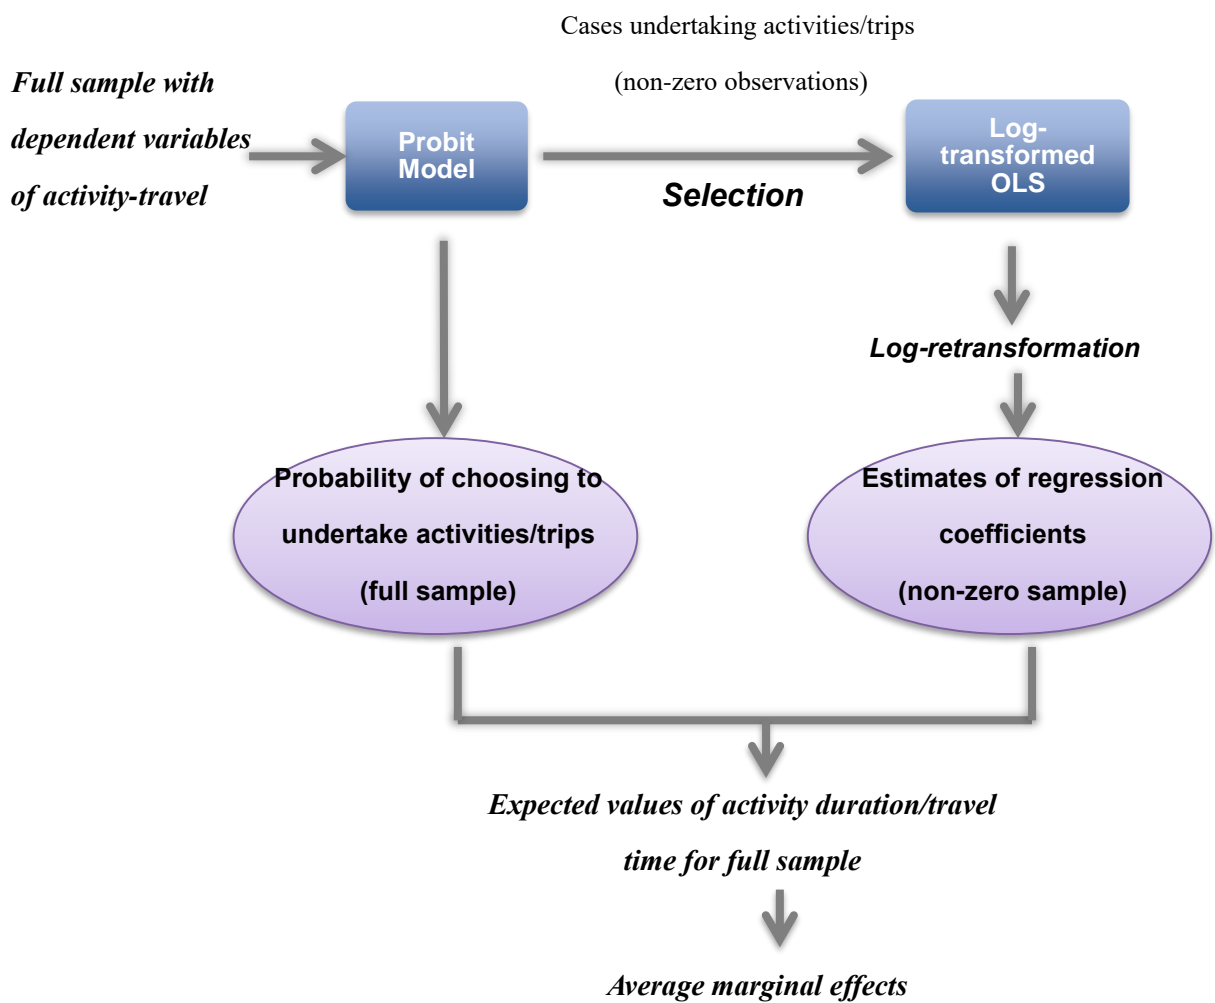 Cases undertaking activities/trips
(non-zero observations)
Full sample with
dependent variables
of activity-travel
Probit
Model
Selection
Log-
transformed
OLS
Log-retransformation
Probability of choosing to
undertake activities/trips
(full sample)
Estimates of regression
coefficients
(non-zero sample)
Expected values of activity duration/travel
time for full sample
Average marginal effects